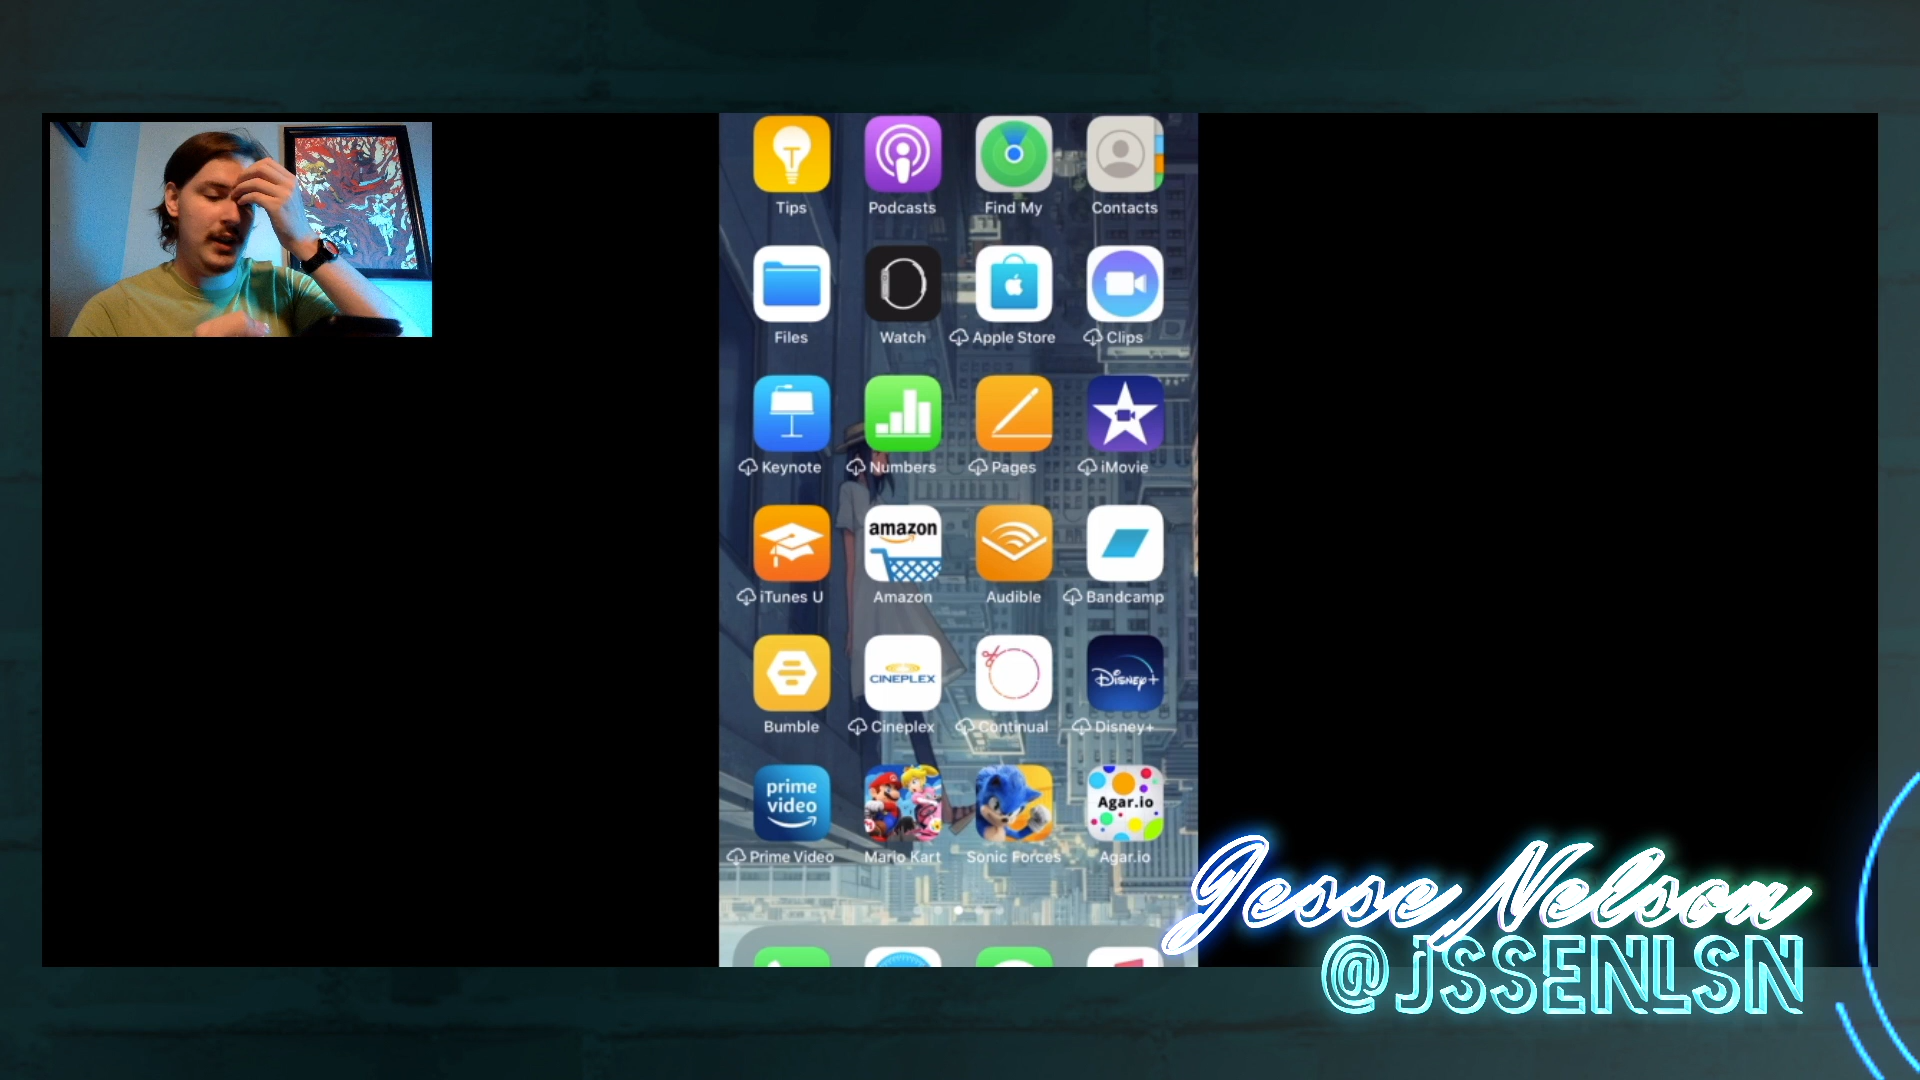 Tips Podcasts Find My Contacts
Files Watch Apple Store Clips
Keynote Numbers Pages iMovie
amazon
iTunes U Amazon Audible Bandcamp
CINEPLEX Disney+
Bumble Cineplex Continual Disney+
prime
video Agar.io
Prime Video Mario Kart Sonic Forces Agar.io
Jesse Nelson
@JSSENLSN